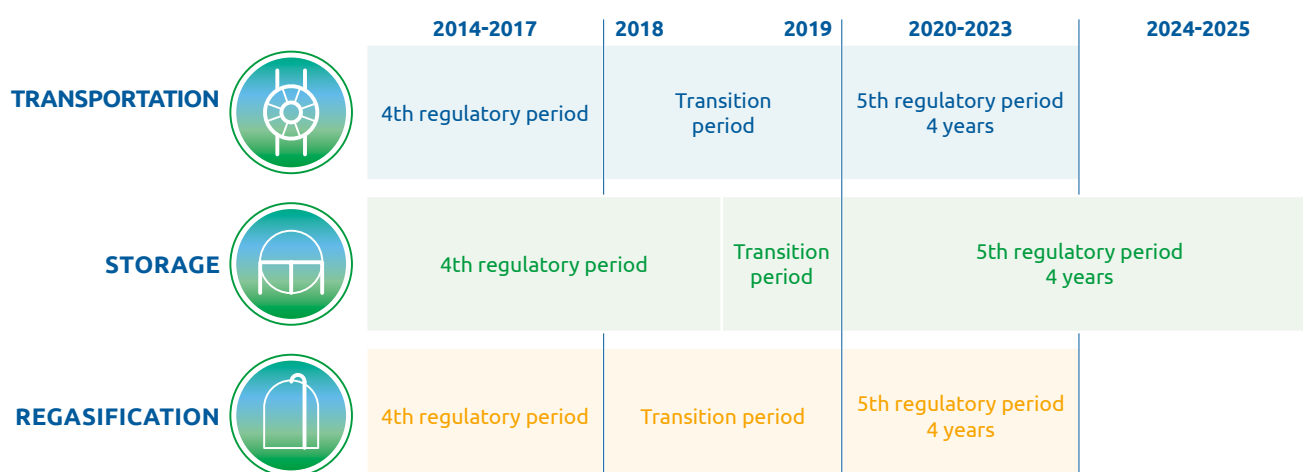 2014-2017 2018 2019 2020-2023 2024-2025
TRANSPORTATION
4th regulatory period
Transition
period
5th regulatory period
4 years
STORAGE
4th regulatory period
Transition
period
5th regulatory period
4 years
REGASIFICATION
4th regulatory period
Transition period
5th regulatory period
4 years